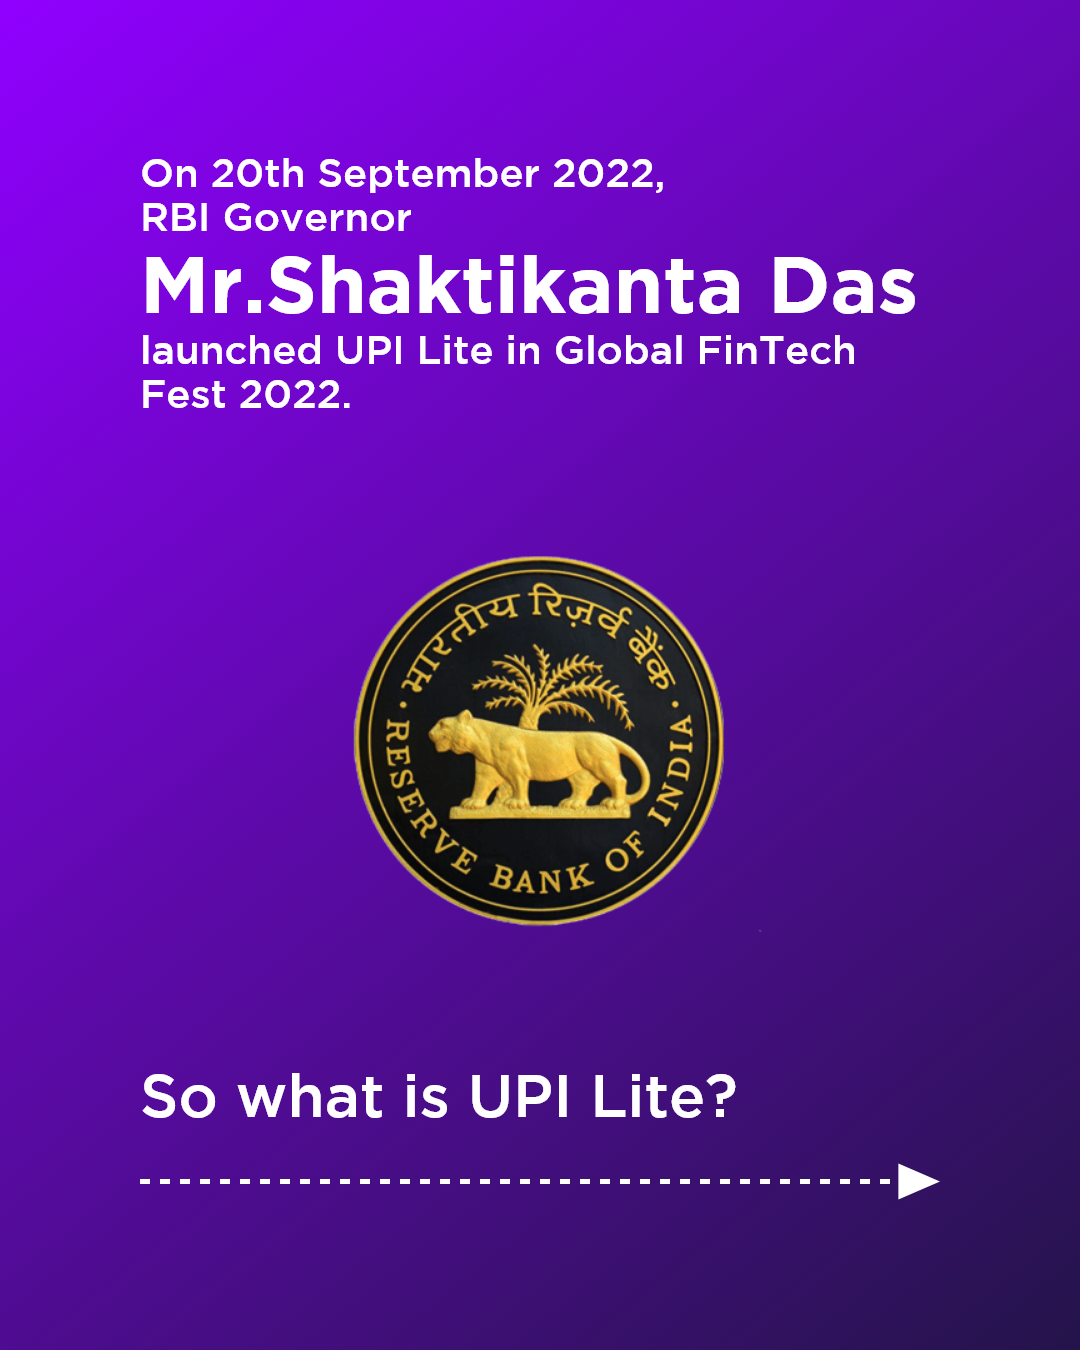 On 20th September 2022,
RBI Governor
Mr.Shaktikanta Das
launched UPI Lite in Global FinTech
Fest 2022.
भारतीय रिज़र्व बैंक
RESERVE BANK OF INDIA
So what is UPI Lite?